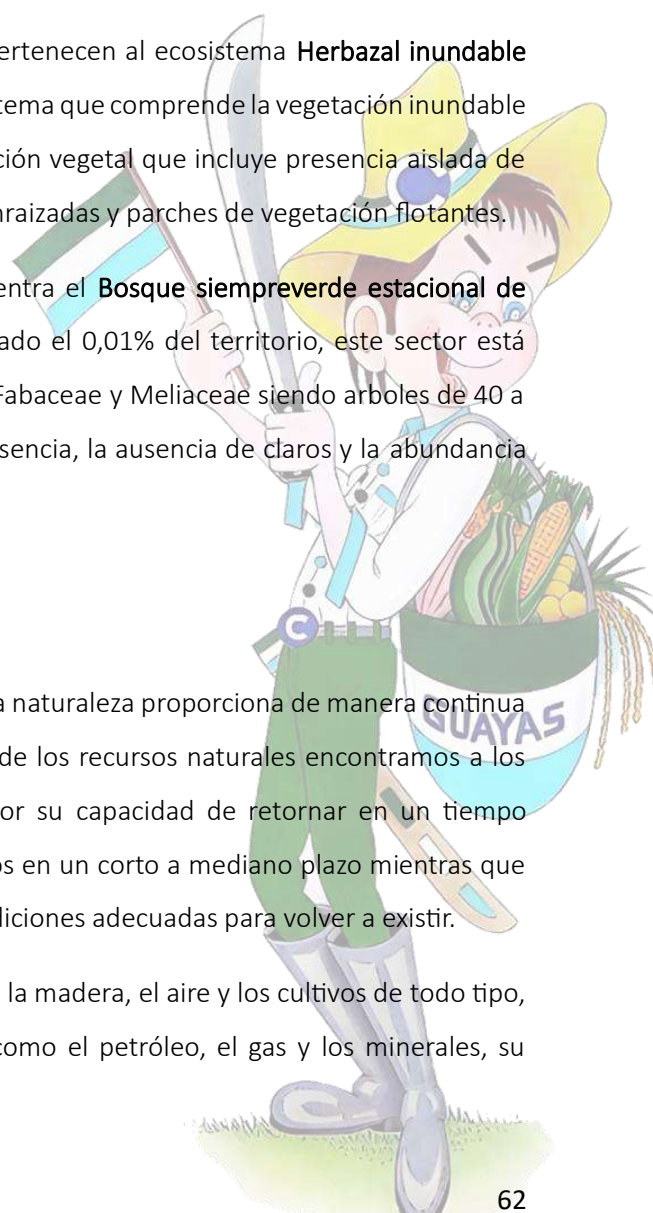 ertenecen al ecosistema Herbazal inundable
tema que comprende la vegetación inundable
ción vegetal que incluye presencia aislada de
nraizadas y parches de vegetación flotantes.
entra el Bosque siempreverde estacional de
ado el 0,01% del territorio, este sector está
Fabaceae y Meliaceae siendo arboles de 40 a
sencia, la ausencia de claros y la abundancia
C
C
a naturaleza proporciona de manera continua
GUAYAS
de los recursos naturales encontramos a los
or su capacidad de retornar en un tiempo
os en un corto a mediano plazo mientras que
diciones adecuadas para volver a existir.
la madera, el aire y los cultivos de todo tipo,
como el petróleo, el gas y los minerales, su
C
62